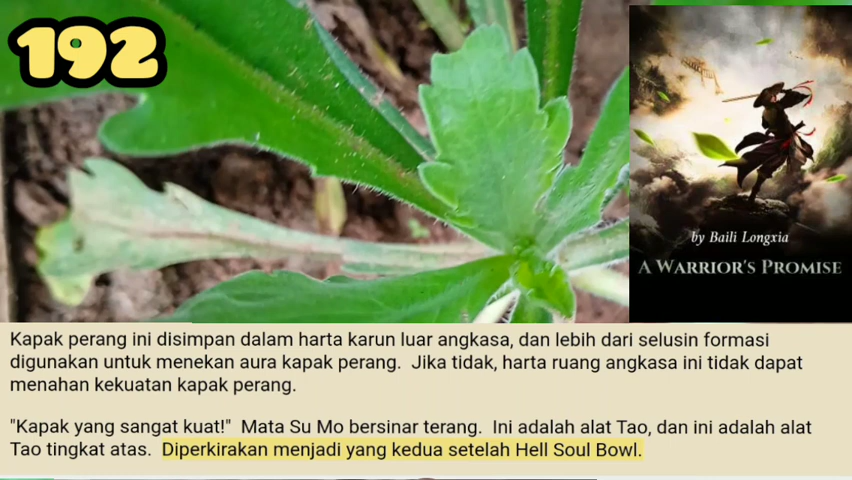 192
by Baili Longxia
A WARRIOR'S PROMISE
Kapak perang ini disimpan dalam harta karun luar angkasa, dan lebih dari selusin formasi
digunakan untuk menekan aura kapak perang. Jika tidak, harta ruang angkasa ini tidak dapat
menahan kekuatan kapak perang.
"Kapak yang sangat kuat!" Mata Su Mo bersinar terang. Ini adalah alat Tao, dan ini adalah alat
Tao tingkat atas. Diperkirakan menjadi yang kedua setelah Hell Soul Bowl.